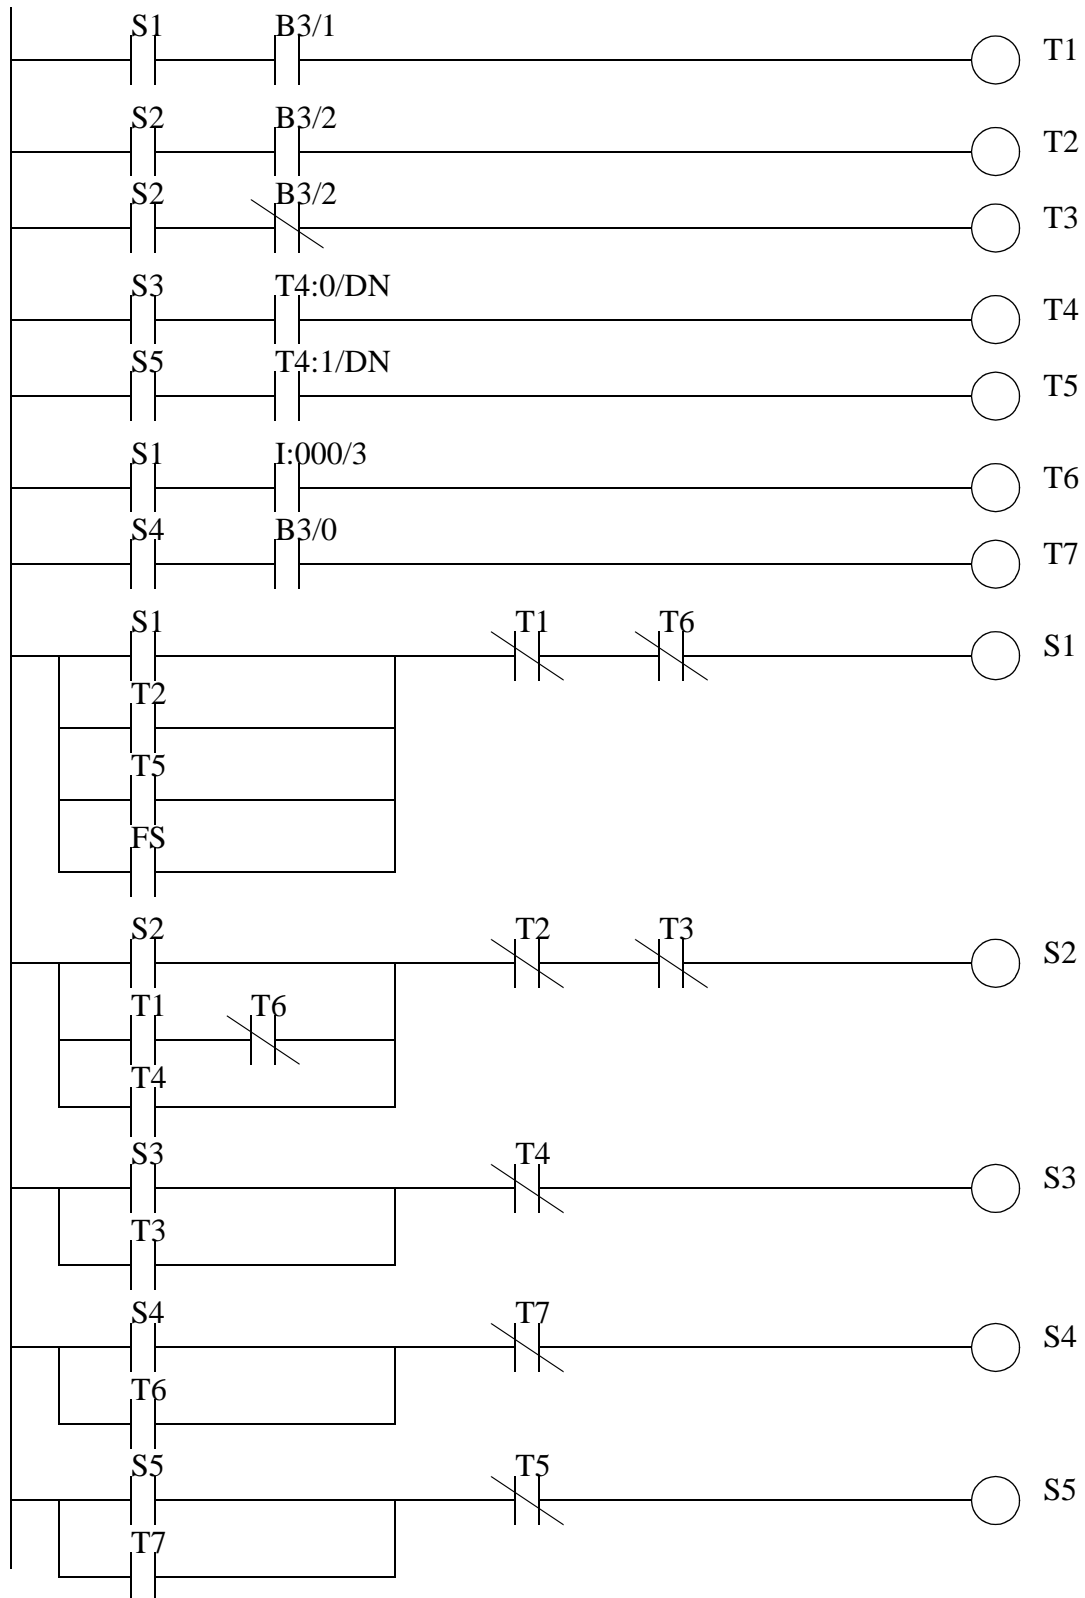 S1 B3/1 T1
S2 B3/2 T2
S2 B3/2 T3
S3 T4:0/DN T4
S5 T4:1/DN T5
S1 I:000/3 T6
S4 B3/0 T7
S1 T1 T6 S1
T2
T5
FS
S2 T2 T3 S2
T1 T6
T4
S3 T4 S3
T3
S4 T7 S4
T6
S5 T5 S5
T7